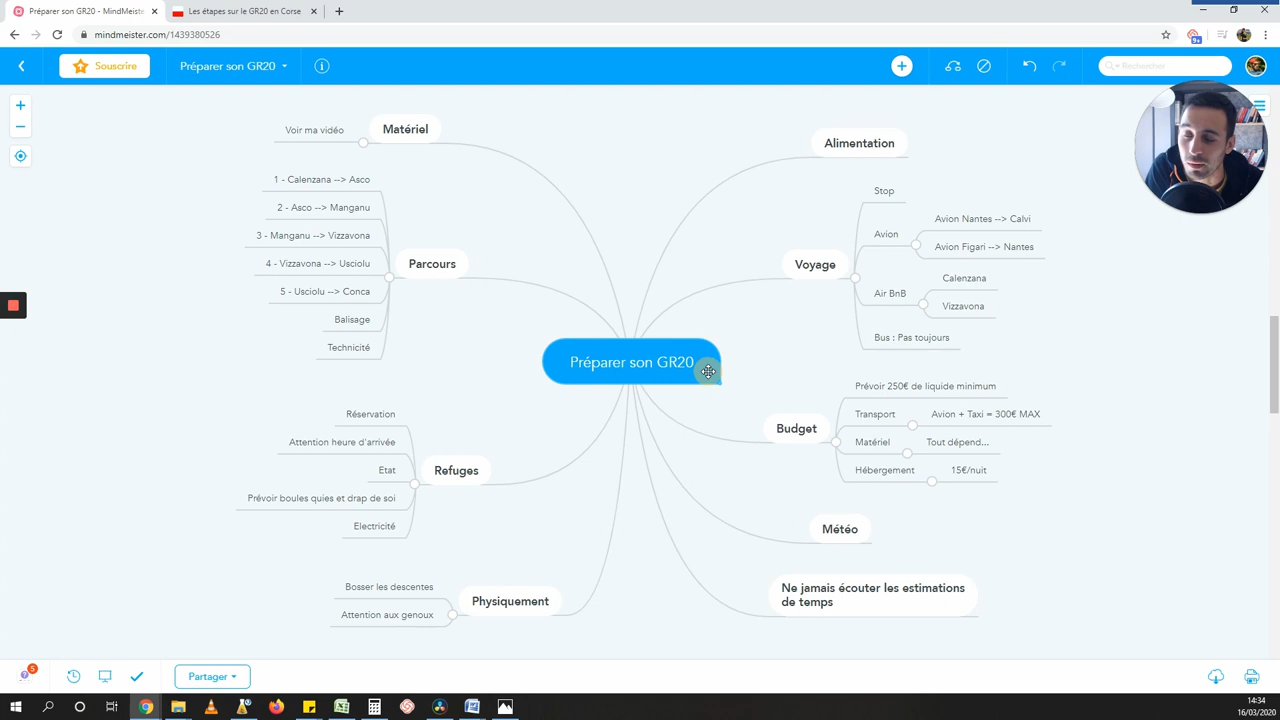 Préparer son GR20 - MindMeiste
Les étapes sur le GR20 en Corse
mindmeister.com/1439380526
9+
Souscrire
Préparer son GR20
Rechercher
Voir ma vidéo
Matériel
1 - Calenzana --> Asco
2 - Asco --> Manganu
3 - Manganu --> Vizzavona
4 - Vizzavona --> Usciolu
5 - Usciolu --> Conca
Balisage
Technicité
Parcours
Réservation
Attention heure d'arrivée
Etat
Prévoir boules quies et drap de soi
Electricité
Refuges
Bosser les descentes
Attention aux genoux
Physiquement
Préparer son GR20
Alimentation
Voyage
Stop
Avion
Avion Nantes --> Calvi
Avion Figari --> Nantes
Air BnB
Calenzana
Vizzavona
Bus : Pas toujours
Budget
Prévoir 250€ de liquide minimum
Transport
Avion + Taxi = 300€ MAX
Matériel
Tout dépend...
Hébergement
15€/nuit
Météo
Ne jamais écouter les estimations
de temps
5
Partager
14:34
16/03/2020